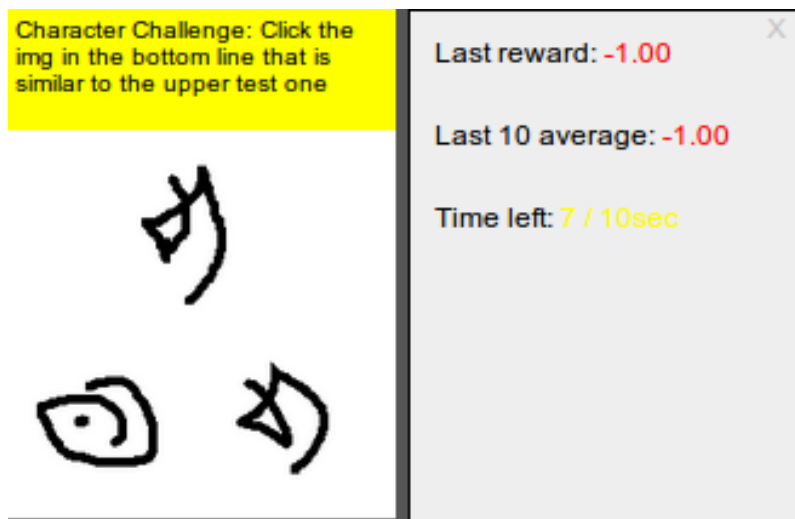 Character Challenge: Click the
img in the bottom line that is
similar to the upper test one
X
Last reward: -1.00
Last 10 average: -1.00
Time left: 7 / 10sec